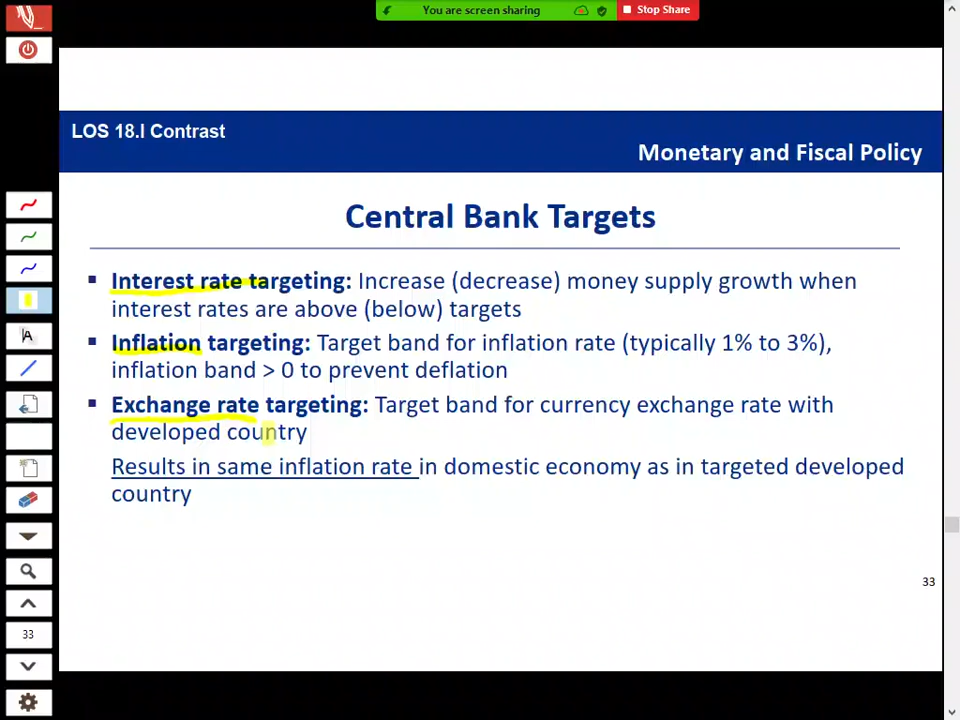 You are screen sharing
Stop Share
LOS 18.l Contrast
Monetary and Fiscal Policy
Central Bank Targets
▪ Interest rate targeting: Increase (decrease) money supply growth when
interest rates are above (below) targets
▪ Inflation targeting: Target band for inflation rate (typically 1% to 3%),
inflation band > 0 to prevent deflation
▪ Exchange rate targeting: Target band for currency exchange rate with
developed country
Results in same inflation rate in domestic economy as in targeted developed
country
33
A
33